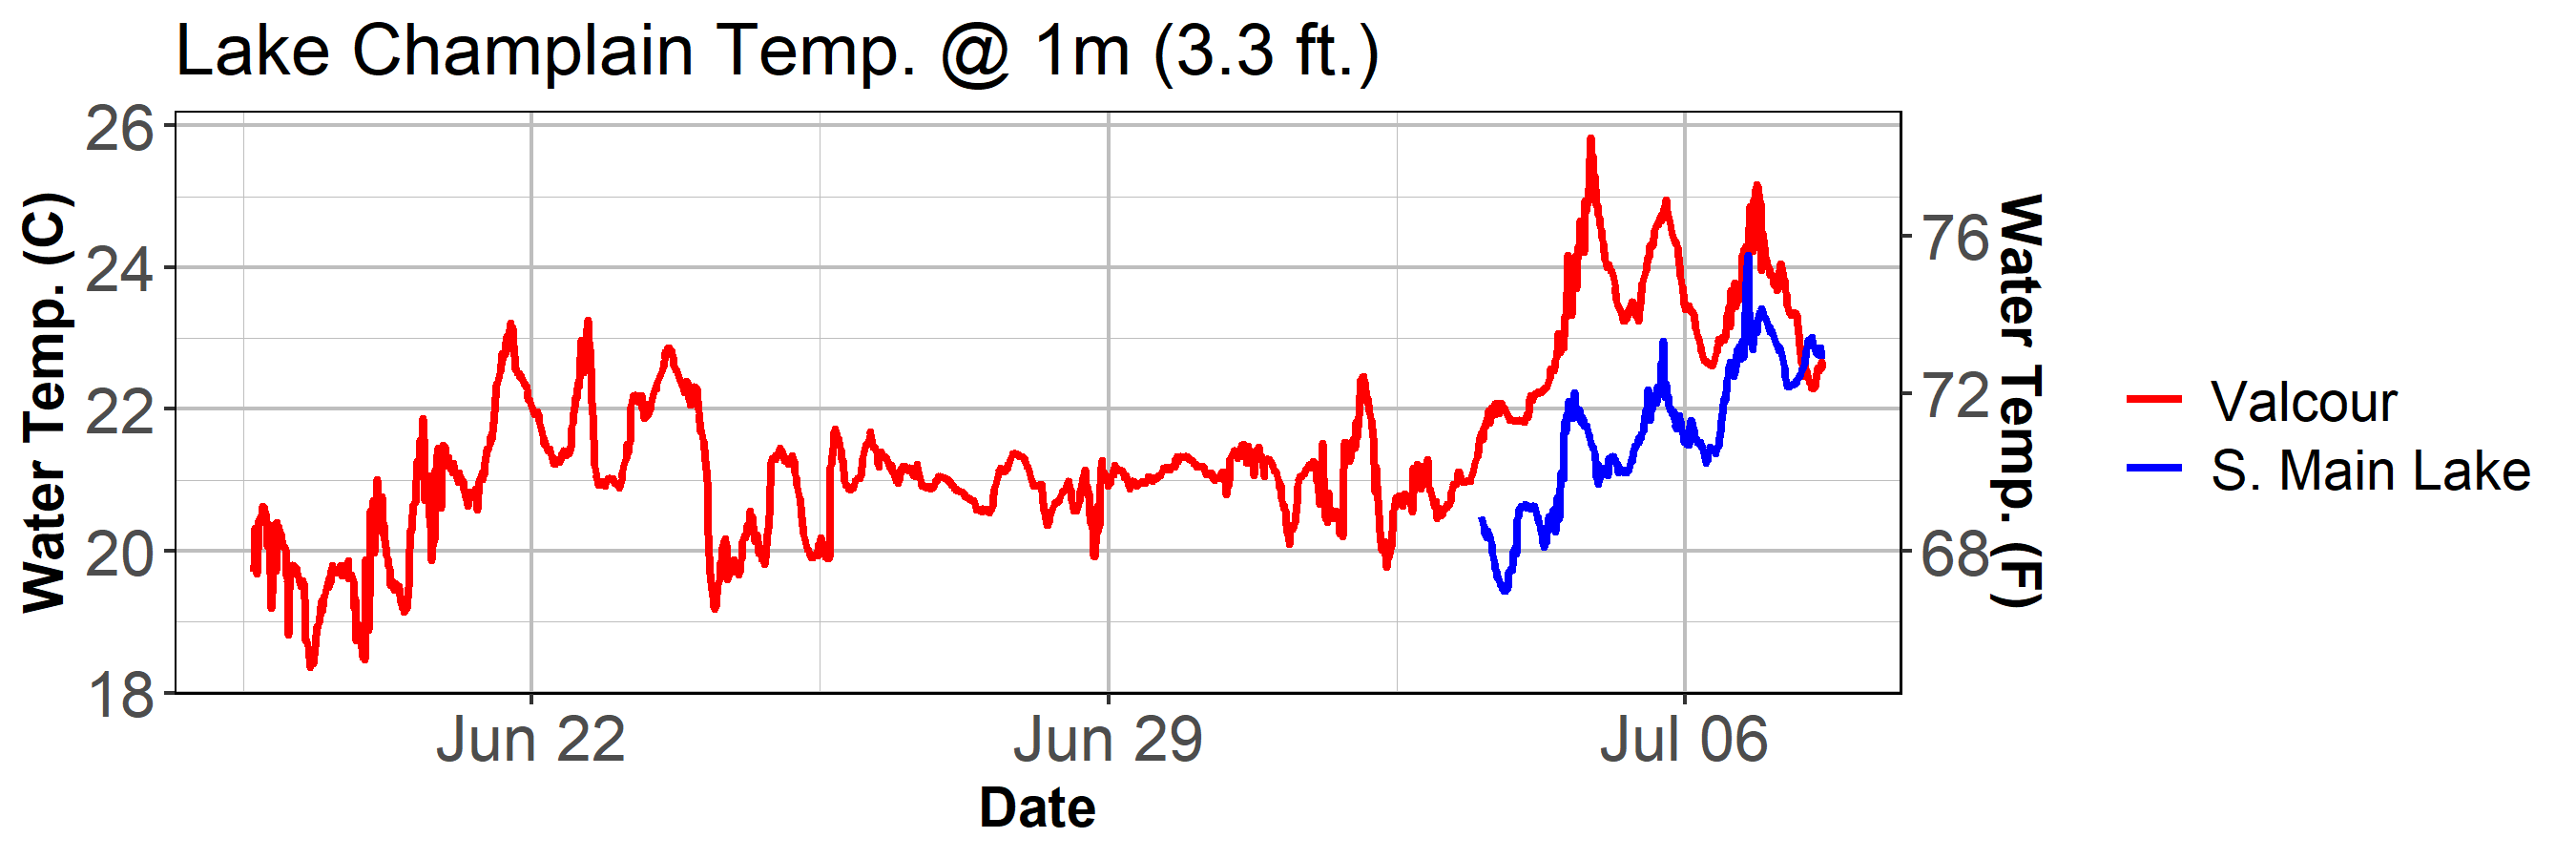 Lake Champlain Temp. @ 1m (3.3 ft.)
26
24
22
20
18
Water Temp. (C)
76
72
68
Water Temp. (F)
Jun 22
Jun 29
Jul 06
Date
Valcour
S. Main Lake